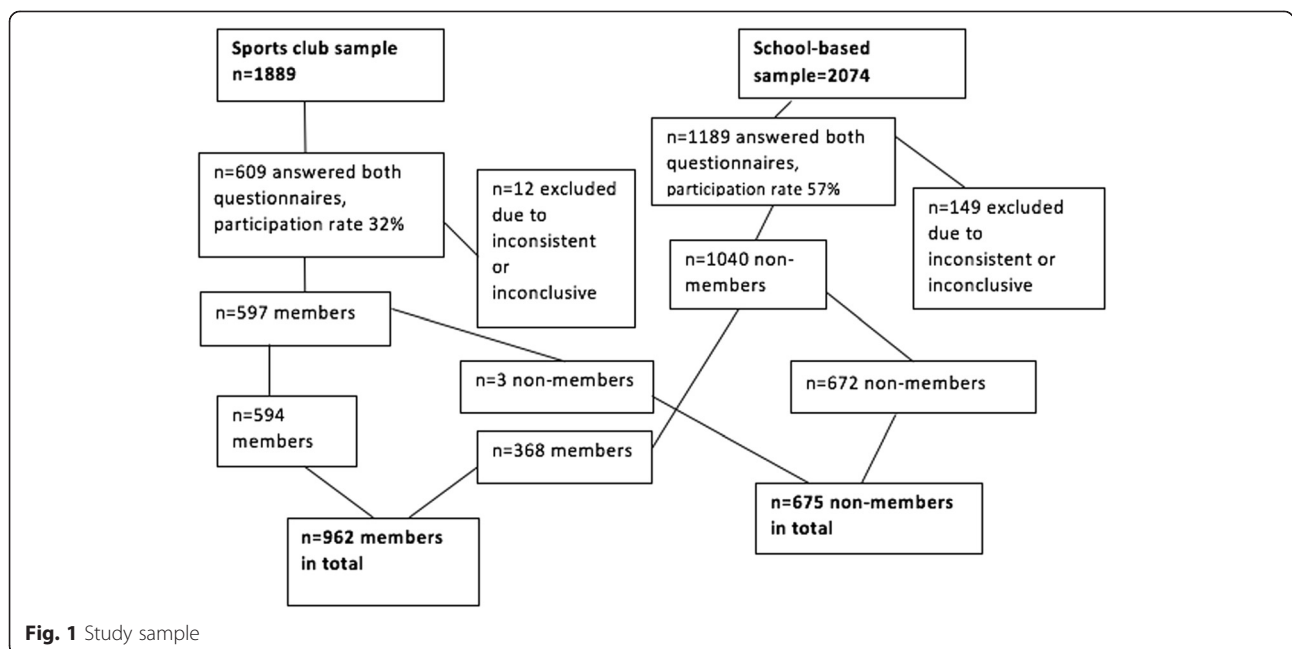 Sports club sample
n=1889
School-based
sample=2074
n=609 answered both
questionnaires,
participation rate 32%
n=12 excluded
due to
inconsistent
or
inconclusive
n=1189 answered both
questionnaires,
participation rate 57%
n=149 excluded
due to
inconsistent or
inconclusive
n=1040 non-
members
n=597 members
n=3 non-members
n=672 non-members
n=594
members
n=368 members
n=675 non-members
in total
n=962 members
in total
Fig. 1 Study sample